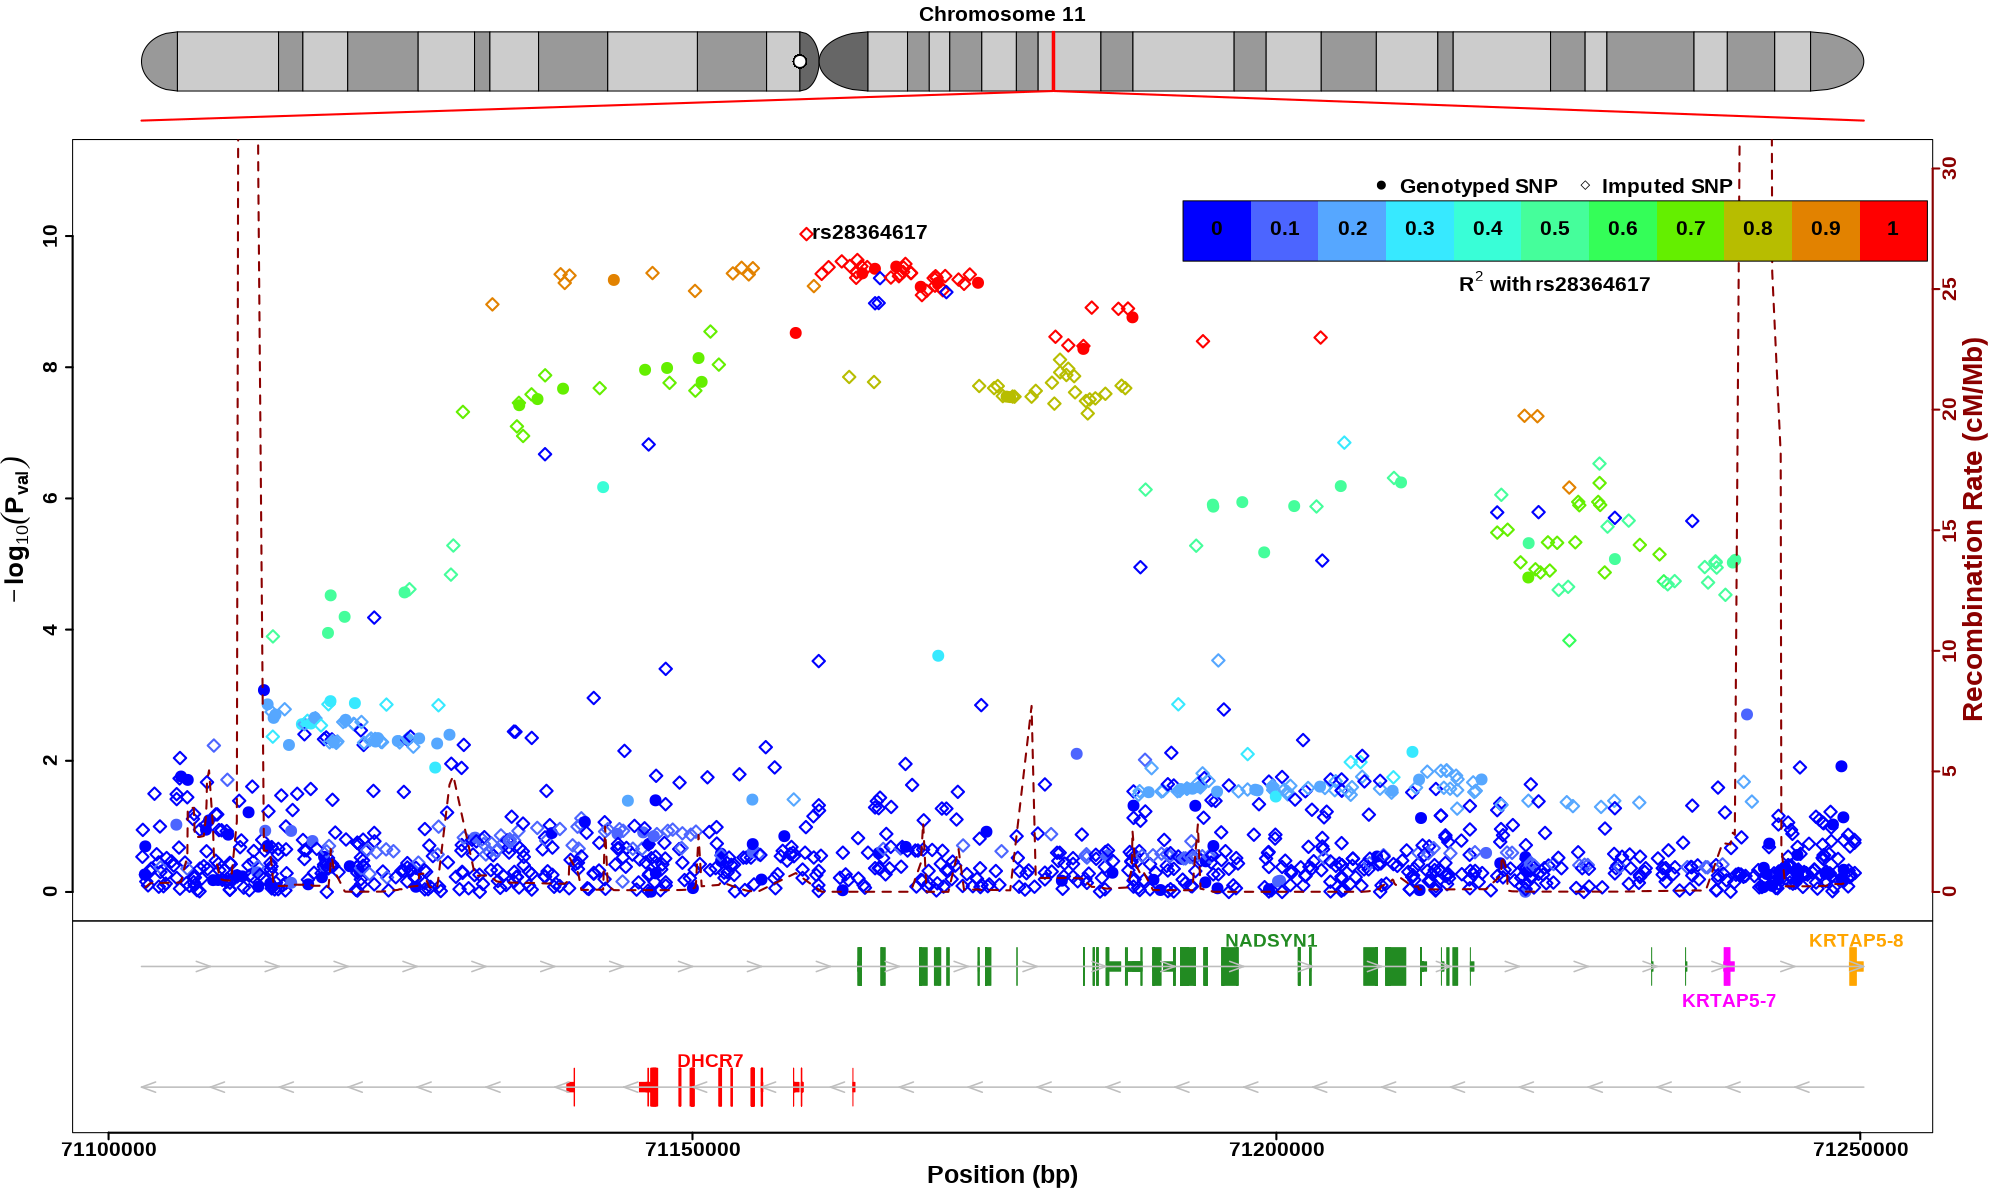 Chromosome 11
Genotyped SNP Imputed SNP
0 0.1 0.2 0.3 0.4 0.5 0.6 0.7 0.8 0.9 1
R2 with rs28364617
rs28364617
10
8
6
4
2
0
−log10(Pval)
30
25
20
15
10
5
0
Recombination Rate (cM/Mb)
NADSYN1
KRTAP5-8
KRTAP5-7
DHCR7
71100000 71150000 71200000 71250000
Position (bp)